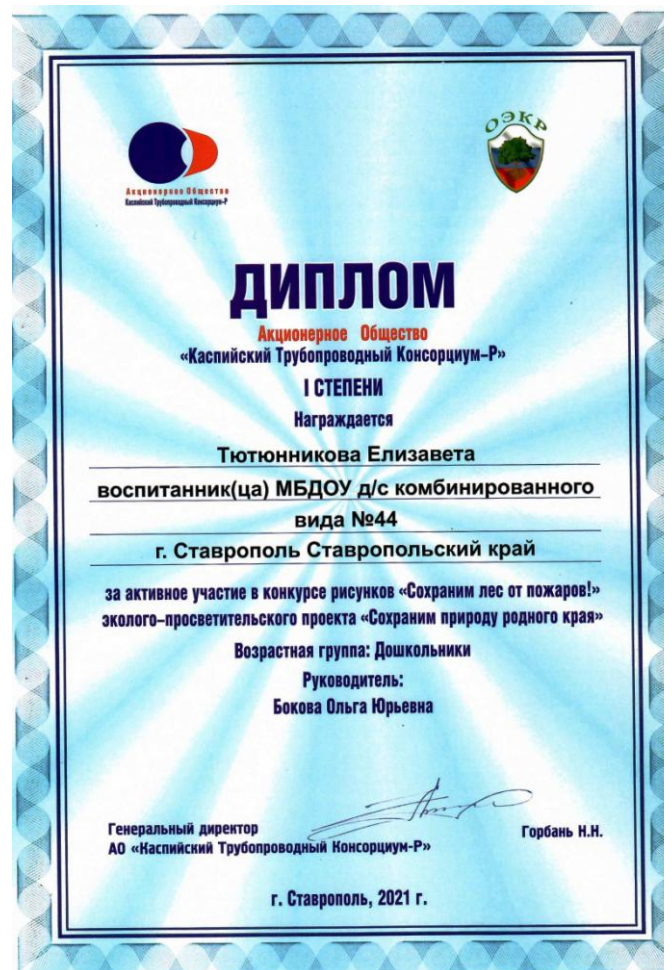 Акционерное Общество
Каспийский Трубопроводный Консорциум-Р
ОЭКР
ДИПЛОМ
Акционерное Общество
«Каспийский Трубопроводный Консорциум-Р»
I СТЕПЕНИ
Награждается
Тютюнникова Елизавета
воспитанник(ца) МБДОУ д/с комбинированного
вида №44
г. Ставрополь Ставропольский край
за активное участие в конкурсе рисунков «Сохраним лес от пожаров!»
эколого-просветительского проекта «Сохраним природу родного края»
Возрастная группа: Дошкольники
Руководитель:
Бокова Ольга Юрьевна
Генеральный директор
АО «Каспийский Трубопроводный Консорциум-Р»
Горбань Н.Н.
г. Ставрополь, 2021 г.